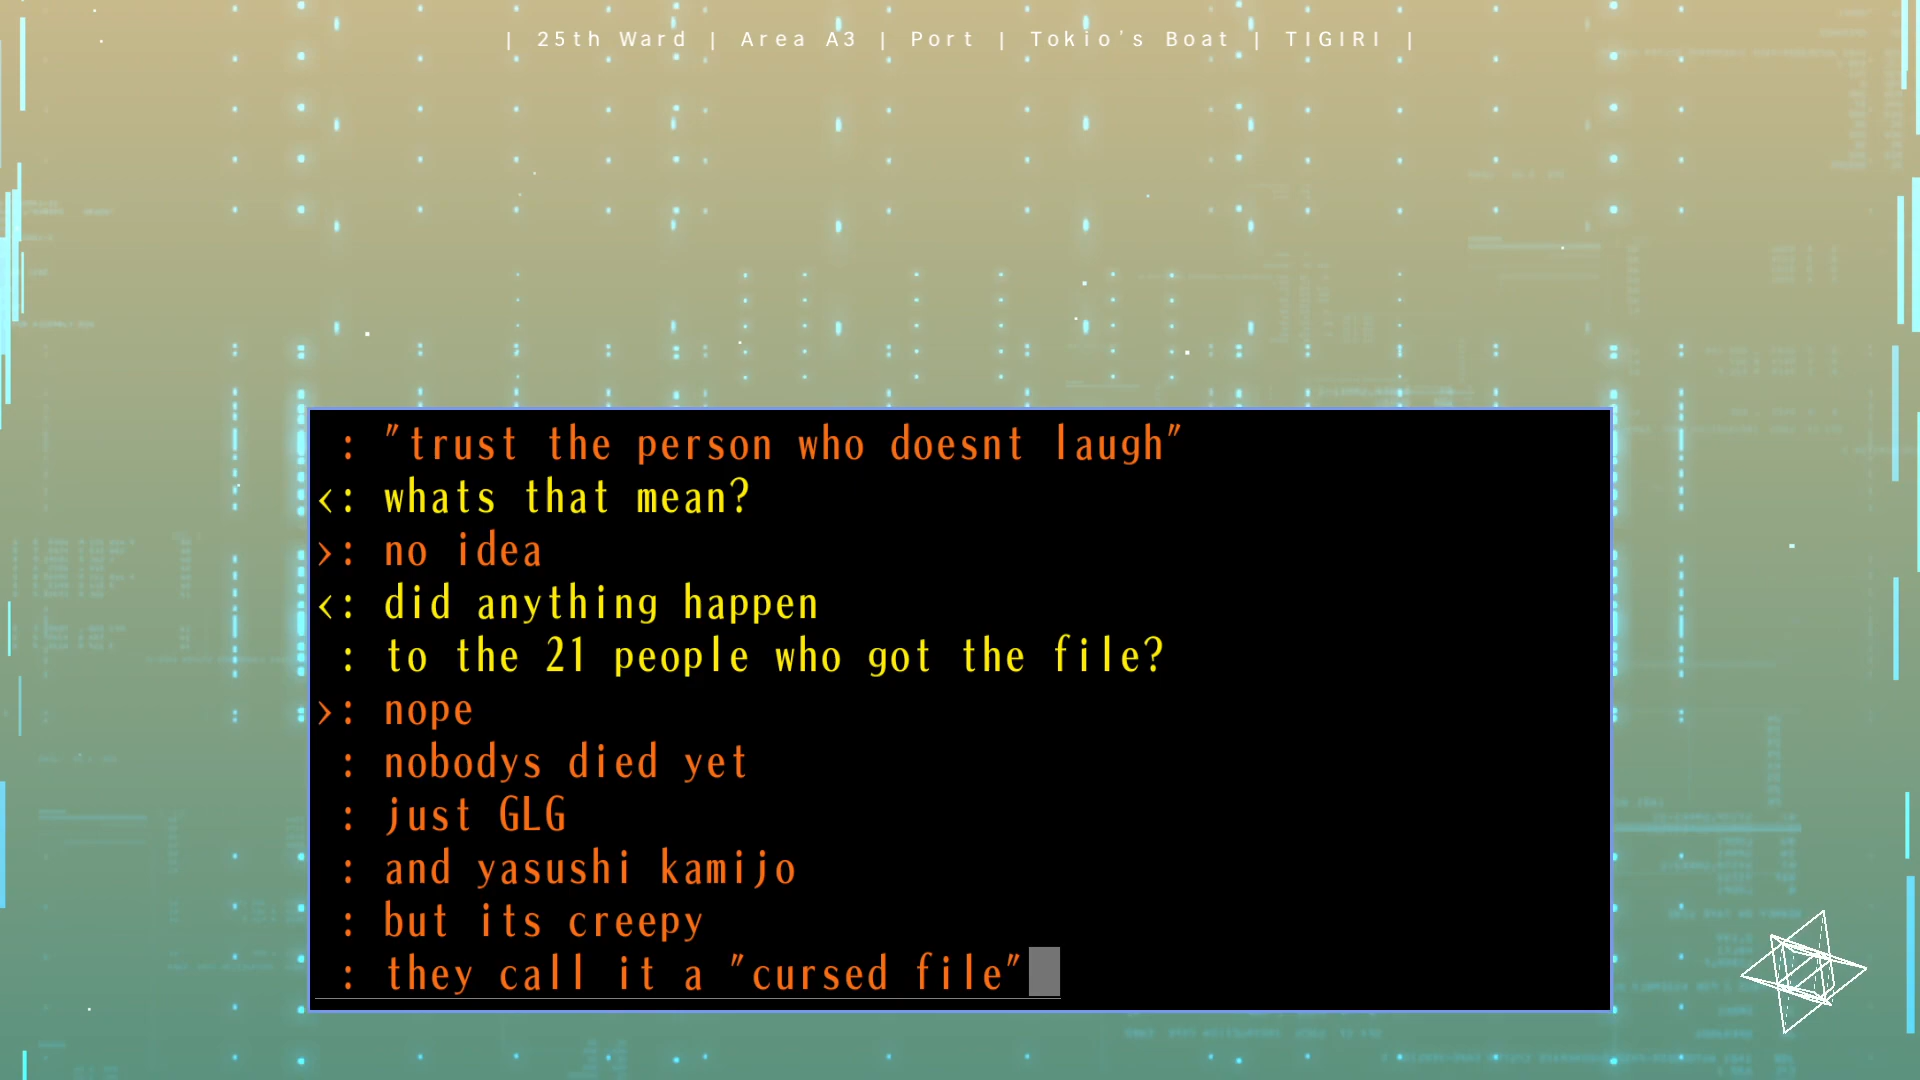 | 25th Ward | Area A3 | Port | Tokio's Boat | TIGIRI |
: "trust the person who doesnt laugh"
<: whats that mean?
>: no idea
<: did anything happen
: to the 21 people who got the file?
>: nope
: nobodys died yet
: just GLG
: and yasushi kamijo
: but its creepy
: they call it a "cursed file"